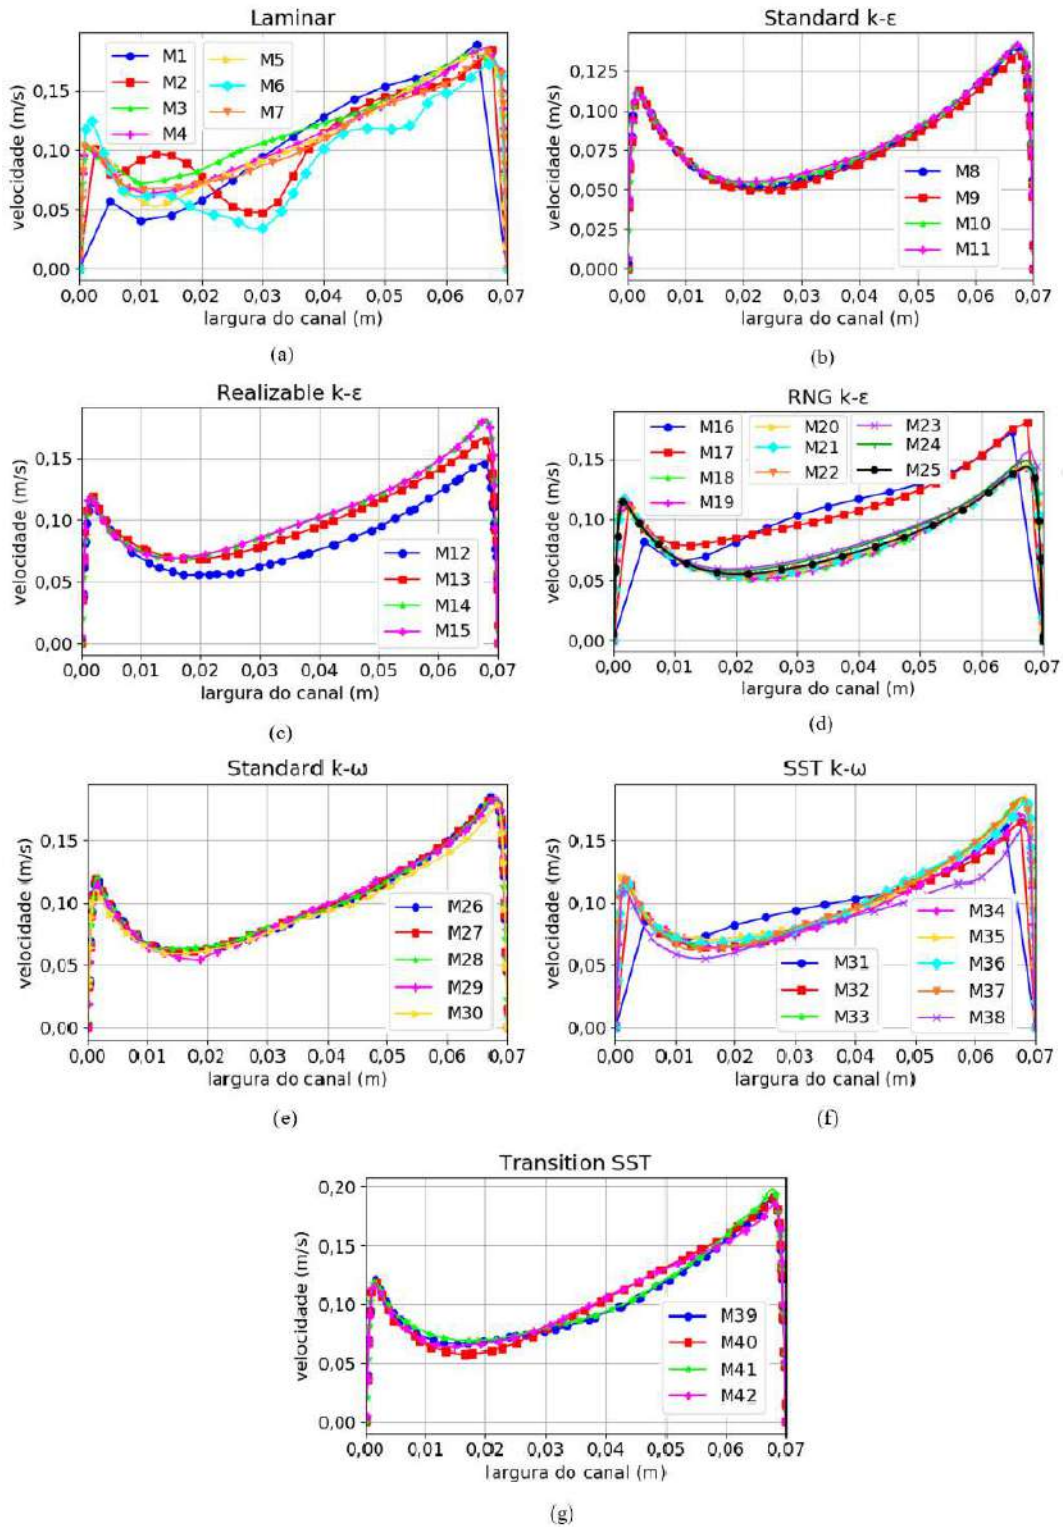 Laminar
M1
M2
M3
M4
M5
M6
M7
velocidade (m/s)
0,15
0,10
0,05
0,00
0,00 0,01 0,02 0,03 0,04 0,05 0,06 0,07
largura do canal (m)
(a)
Standard k-ε
velocidade (m/s)
0,125
0,100
0,075
0,050
0,025
0,000
M8
M9
M10
M11
0,00 0,01 0,02 0,03 0,04 0,05 0,06 0,07
largura do canal (m)
(b)
Realizable k-ε
velocidade (m/s)
0,15
0,10
0,05
0,00
M12
M13
M14
M15
0,00 0,01 0,02 0,03 0,04 0,05 0,06 0,07
largura do canal (m)
(c)
RNG k-ε
M16
M17
M18
M19
M20
M21
M22
M23
M24
M25
velocidade (m/s)
0,15
0,10
0,05
0,00
0,00 0,01 0,02 0,03 0,04 0,05 0,06 0,07
largura do canal (m)
(d)
Standard k-ω
velocidade (m/s)
0,15
0,10
0,05
0,00
M26
M27
M28
M29
M30
0,00 0,01 0,02 0,03 0,04 0,05 0,06 0,07
largura do canal (m)
(e)
SST k-ω
velocidade (m/s)
0,15
0,10
0,05
0,00
M31
M32
M33
M34
M35
M36
M37
M38
0,00 0,01 0,02 0,03 0,04 0,05 0,06 0,07
largura do canal (m)
(f)
Transition SST
velocidade (m/s)
0,20
0,15
0,10
0,05
0,00
M39
M40
M41
M42
0,00 0,01 0,02 0,03 0,04 0,05 0,06 0,07
largura do canal (m)
(g)